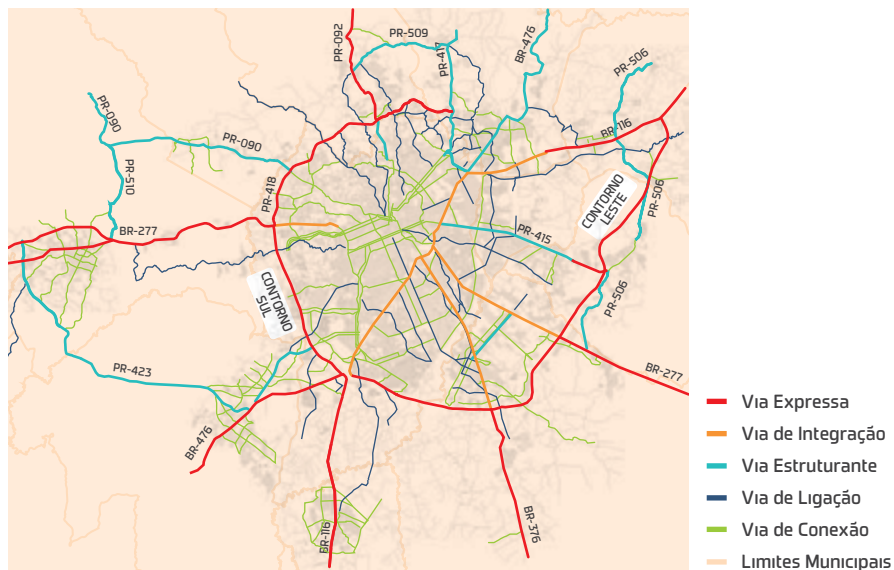 PR-092
PR-509
PR-417
BR-476
PR-506
PR-090
PR-090
BR-116
PR-510
PR-418
CONTORNO
LESTE
PR-506
BR-277
PR-415
CONTORNO
SUL
PR-506
PR-423
BR-277
BR-476
BR-116
BR-376
Via Expressa
Via de Integração
Via Estruturante
Via de Ligação
Via de Conexão
Limites Municipais